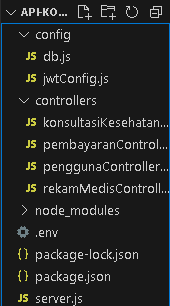 API-KO...
config
JS db.js
JS jwtConfig.js
controllers
JS konsultasiKesehatan...
JS pembayaranControl...
JS penggunaController...
JS rekamMedisControll...
node_modules
.env
{} package-lock.json
{} package.json
JS server.js